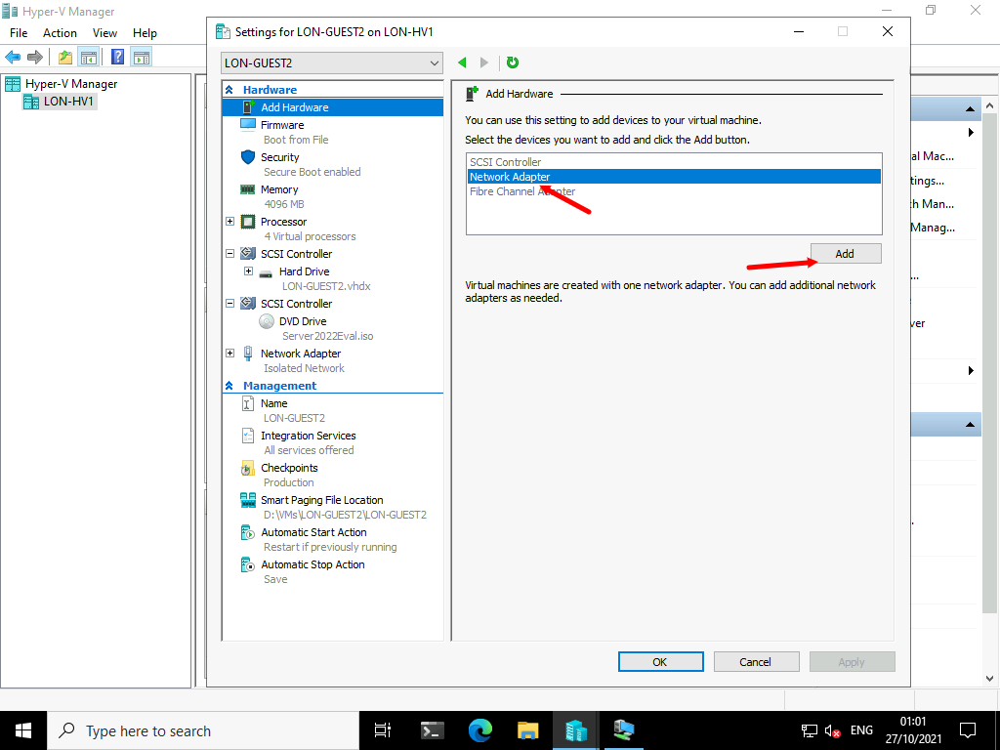 Hyper-V Manager
File Action View Help
Hyper-V Manager
LON-HV1
Settings for LON-GUEST2 on LON-HV1
LON-GUEST2
Hardware
Add Hardware
Firmware
Boot from File
Security
Secure Boot enabled
Memory
4096 MB
Processor
4 Virtual processors
SCSI Controller
Hard Drive
LON-GUEST2.vhdx
SCSI Controller
DVD Drive
Server2022Eval.iso
Network Adapter
Isolated Network
Management
Name
LON-GUEST2
Integration Services
All services offered
Checkpoints
Production
Smart Paging File Location
D:\VMs\LON-GUEST2\LON-GUEST2
Automatic Start Action
Restart if previously running
Automatic Stop Action
Save
Add Hardware
You can use this setting to add devices to your virtual machine.
Select the devices you want to add and click the Add button.
SCSI Controller
Network Adapter
Fibre Channel Adapter
Add
Virtual machines are created with one network adapter. You can add additional network
adapters as needed.
OK Cancel Apply
al Mac...
tings...
h Man...
Manag...
...
ver
Type here to search
ENG
01:01
27/10/2021